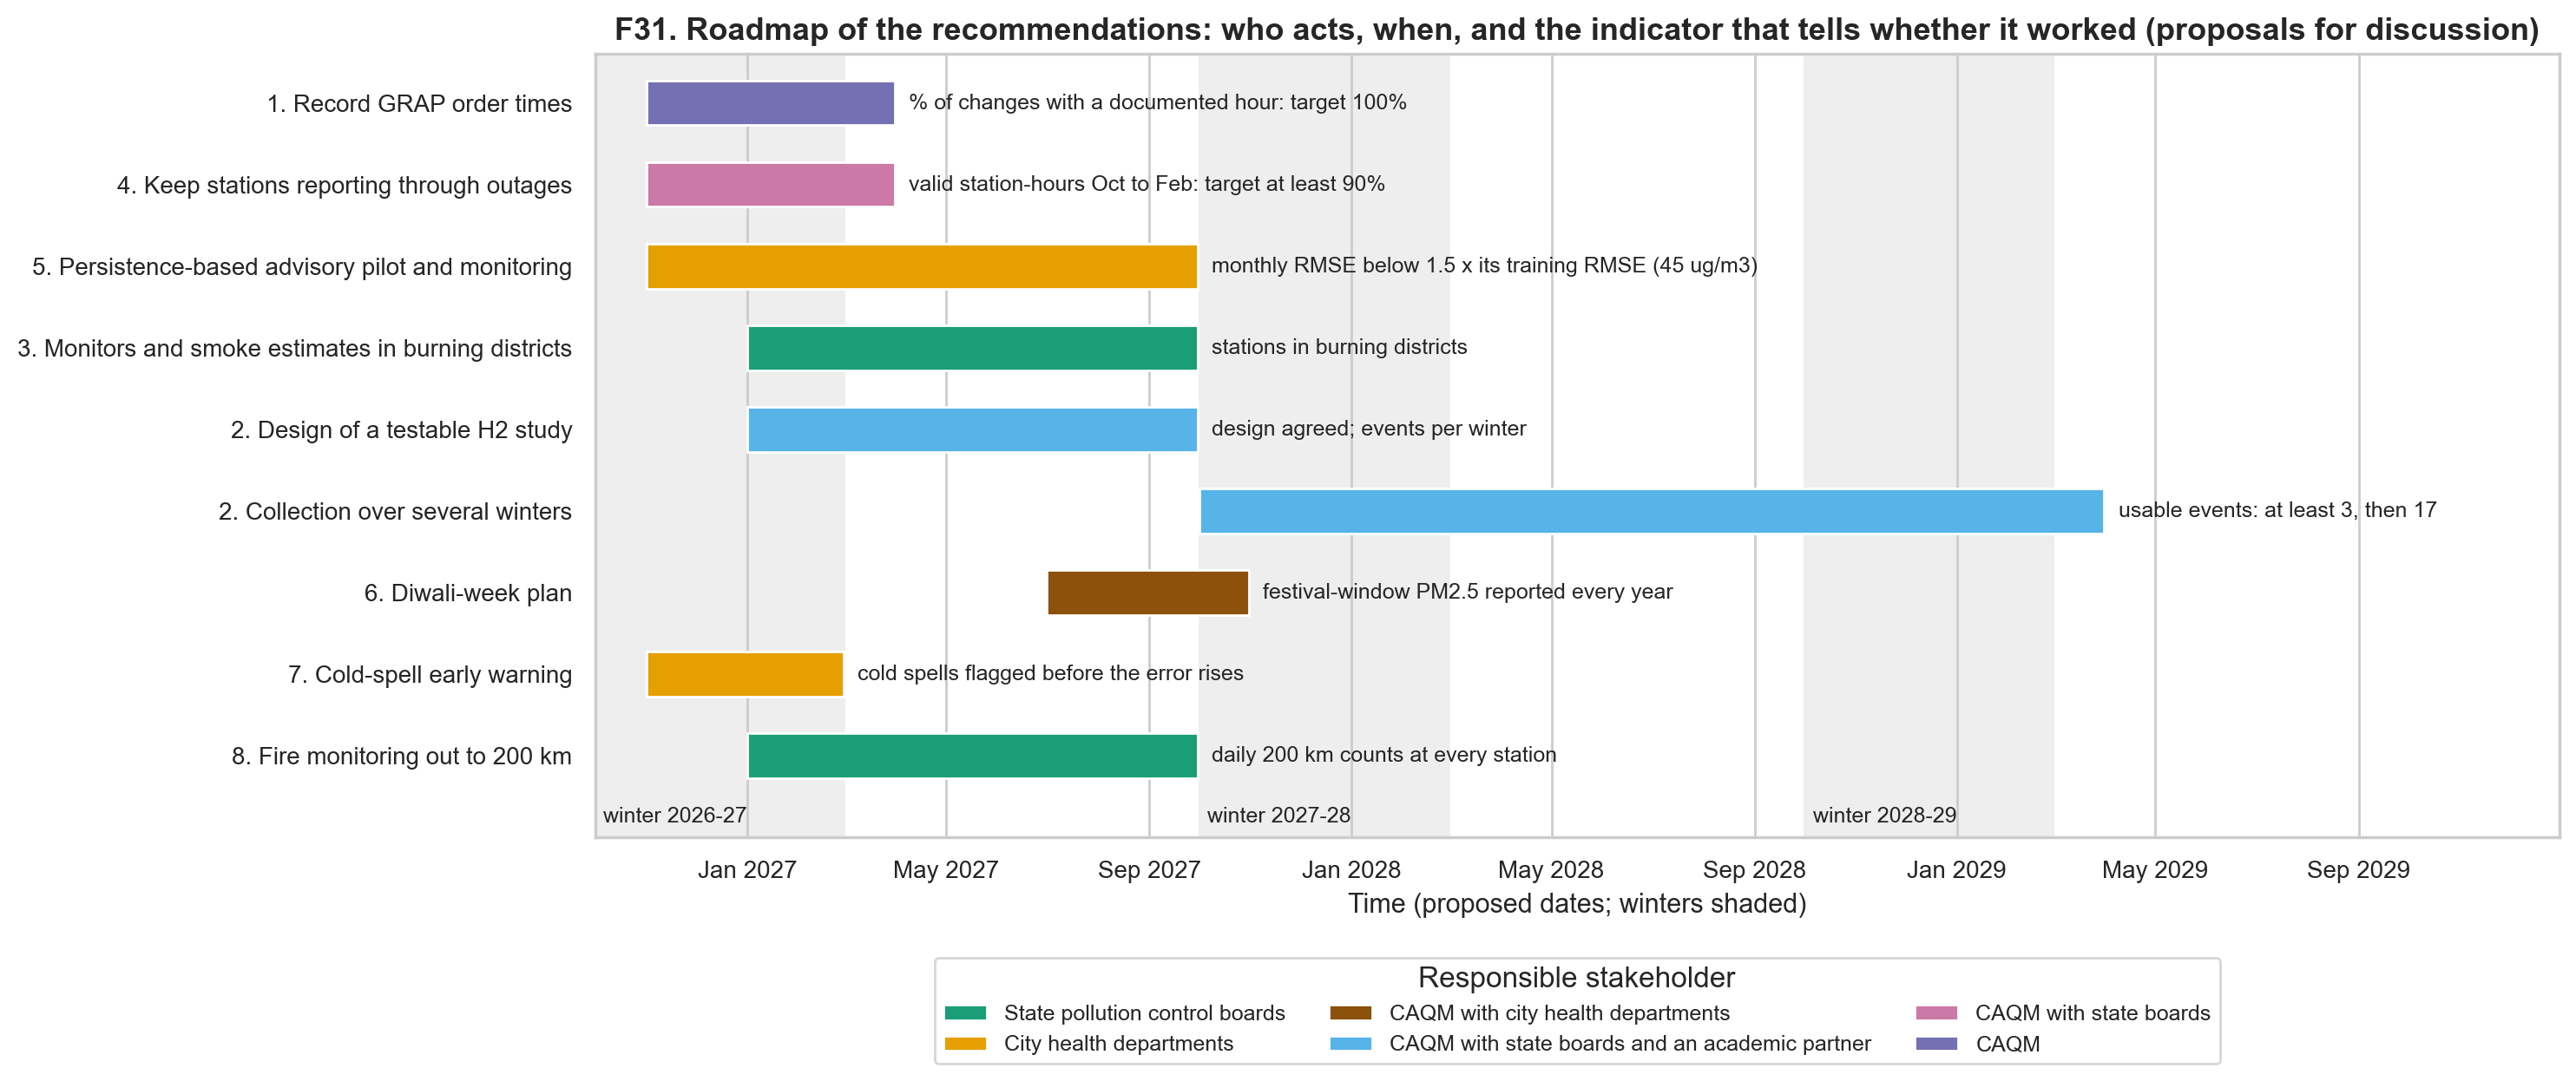 F31. Roadmap of the recommendations: who acts, when, and the indicator that tells whether it worked (proposals for discussion)
1. Record GRAP order times
% of changes with a documented hour: target 100%
4. Keep stations reporting through outages
valid station-hours Oct to Feb: target at least 90%
5. Persistence-based advisory pilot and monitoring
monthly RMSE below 1.5 x its training RMSE (45 ug/m3)
3. Monitors and smoke estimates in burning districts
stations in burning districts
2. Design of a testable H2 study
design agreed; events per winter
2. Collection over several winters
usable events: at least 3, then 17
6. Diwali-week plan
festival-window PM2.5 reported every year
7. Cold-spell early warning
cold spells flagged before the error rises
8. Fire monitoring out to 200 km
daily 200 km counts at every station
winter 2026-27
winter 2027-28
winter 2028-29
Jan 2027
May 2027
Sep 2027
Jan 2028
May 2028
Sep 2028
Jan 2029
May 2029
Sep 2029
Time (proposed dates; winters shaded)
Responsible stakeholder
State pollution control boards
City health departments
CAQM with city health departments
CAQM with state boards and an academic partner
CAQM with state boards
CAQM